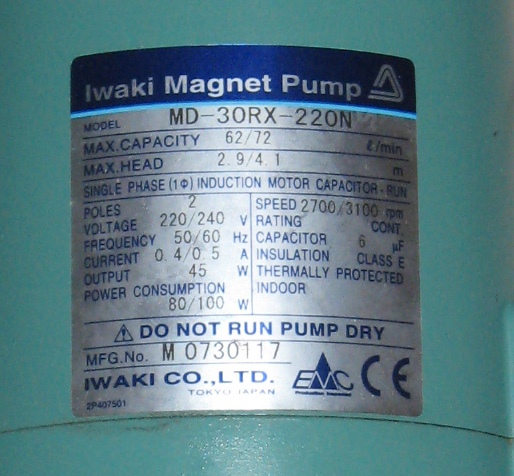 Iwaki Magnet Pump
MODEL MD-30RX-220N
MAX.CAPACITY 62/72 ℓ/min
MAX.HEAD 2.9/4.1 m
SINGLE PHASE (1Φ) INDUCTION MOTOR CAPACITOR-RUN
POLES 2 SPEED 2700/3100 rpm
VOLTAGE 220/240 V RATING CONT.
FREQUENCY 50/60 Hz CAPACITOR 6 μF
CURRENT 0.4/0.5 A INSULATION CLASS E
OUTPUT 45 W THERMALLY PROTECTED
POWER CONSUMPTION INDOOR
80/100 W
⚠ DO NOT RUN PUMP DRY
MFG.No. M 0730117
IWAKI CO.,LTD. EMC CE
TOKYO JAPAN Production Inspected
2P407501